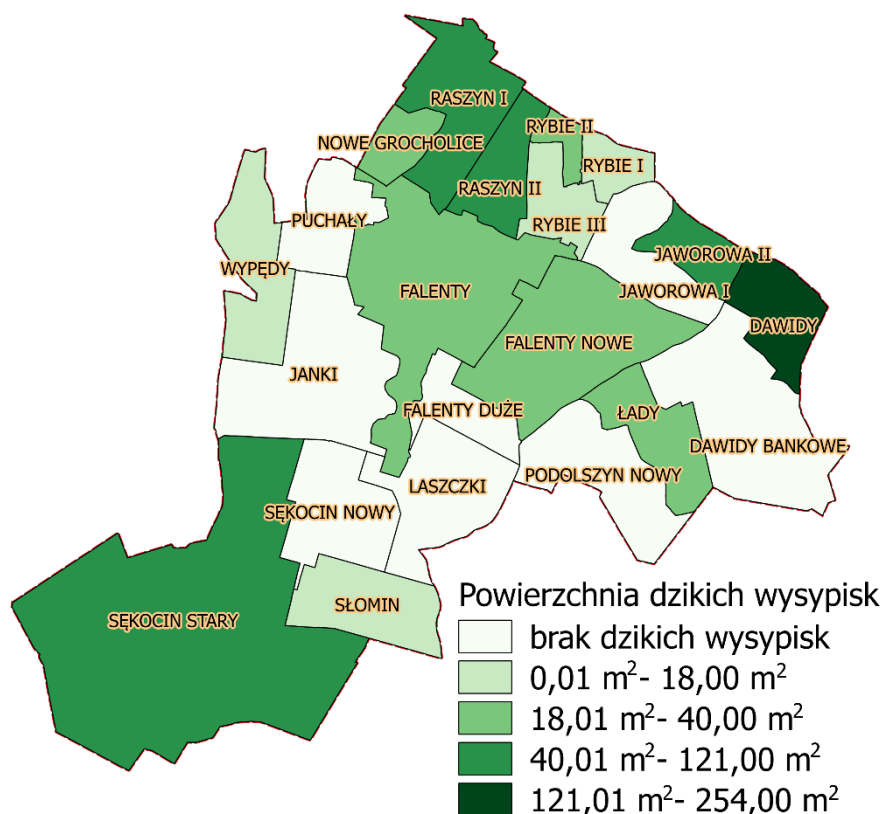 RASZYN I
RYBIE II
NOWE GROCHOLICE
RYBIE I
RASZYN II
PUCHAŁY
RYBIE III
JAWOROWA II
WYPĘDY
FALENTY
JAWOROWA I
DAWIDY
FALENTY NOWE
JANKI
FALENTY DUŻE
ŁADY
DAWIDY BANKOWE
PODOLSZYN NOWY
LASZCZKI
SĘKOCIN NOWY
SŁOMIN
SĘKOCIN STARY
Powierzchnia dzikich wysypisk
brak dzikich wysypisk
0,01 m²- 18,00 m²
18,01 m²- 40,00 m²
40,01 m²- 121,00 m²
121,01 m²- 254,00 m²